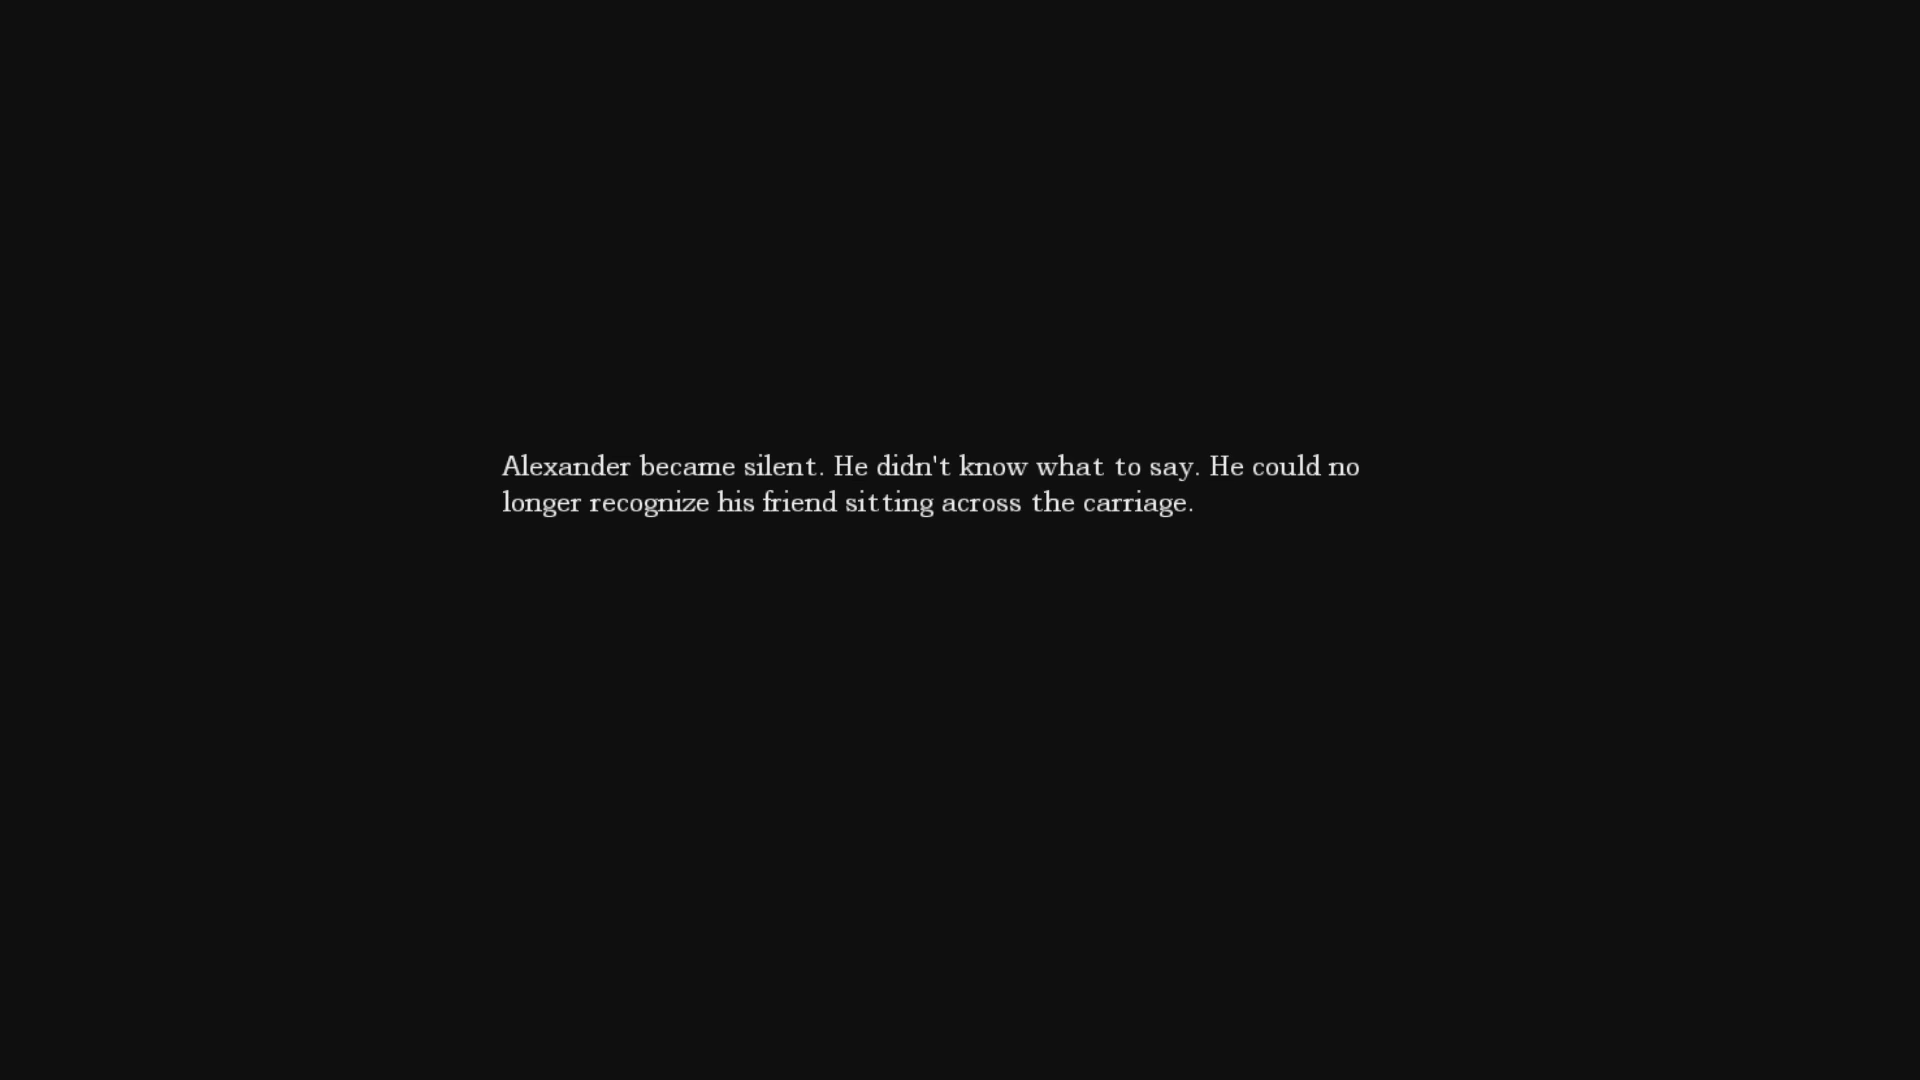 Alexander became silent. He didn't know what to say. He could no
longer recognize his friend sitting across the carriage.